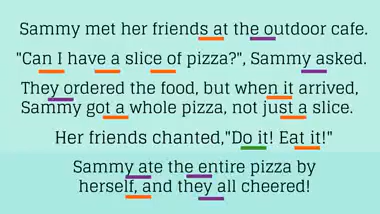 Sammy met her friends at the outdoor cafe.
"Can I have a slice of pizza?", Sammy asked.
They ordered the food, but when it arrived,
Sammy got a whole pizza, not just a slice.
Her friends chanted,"Do it! Eat it!"
Sammy ate the entire pizza by
herself, and they all cheered!